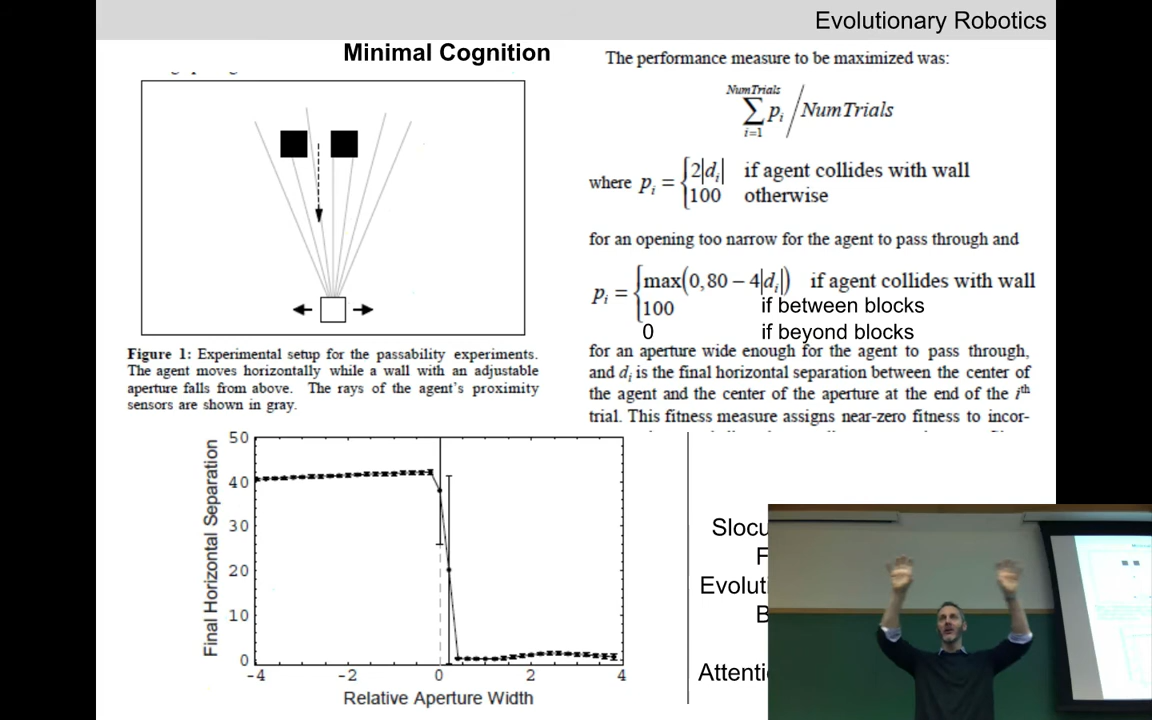 Evolutionary Robotics
Minimal Cognition
The performance measure to be maximized was:
NumTrials
∑ p_i / NumTrials
i=1
where p_i = { 2|d_i| if agent collides with wall
100 otherwise
for an opening too narrow for the agent to pass through and
p_i = { max(0, 80 – 4|d_i|) if agent collides with wall
100 if between blocks
0 if beyond blocks
for an aperture wide enough for the agent to pass through,
and d_i is the final horizontal separation between the center of
the agent and the center of the aperture at the end of the i^th
trial. This fitness measure assigns near-zero fitness to incor-
Figure 1: Experimental setup for the passability experiments.
The agent moves horizontally while a wall with an adjustable
aperture falls from above. The rays of the agent's proximity
sensors are shown in gray.
50
40
30
20
10
0
Final Horizontal Separation
-4 -2 0 2 4
Relative Aperture Width
Slocu
F
Evoluti
B
Attenti